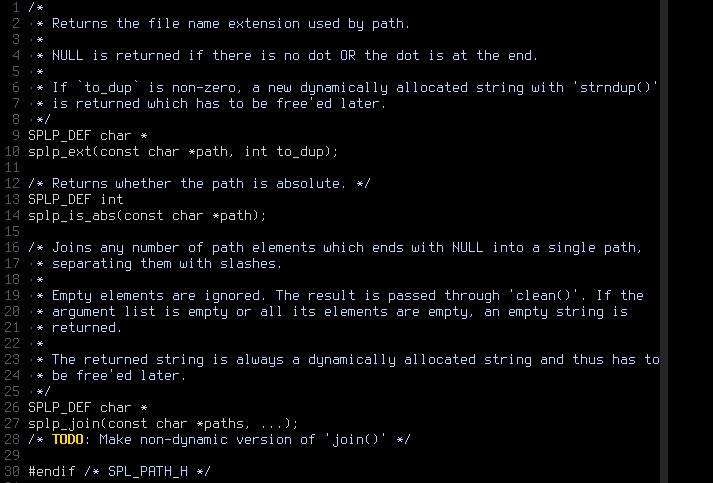 1 /*
2  * Returns the file name extension used by path.
3  *
4  * NULL is returned if there is no dot OR the dot is at the end.
5  *
6  * If `to_dup` is non-zero, a new dynamically allocated string with 'strndup()'
7  * is returned which has to be free'ed later.
8  */
9 SPLP_DEF char *
10 splp_ext(const char *path, int to_dup);
11
12 /* Returns whether the path is absolute. */
13 SPLP_DEF int
14 splp_is_abs(const char *path);
15
16 /* Joins any number of path elements which ends with NULL into a single path,
17  * separating them with slashes.
18  *
19  * Empty elements are ignored. The result is passed through 'clean()'. If the
20  * argument list is empty or all its elements are empty, an empty string is
21  * returned.
22  *
23  * The returned string is always a dynamically allocated string and thus has to
24  * be free'ed later.
25  */
26 SPLP_DEF char *
27 splp_join(const char *paths, ...);
28 /* TODO: Make non-dynamic version of 'join()' */
29
30 #endif /* SPL_PATH_H */